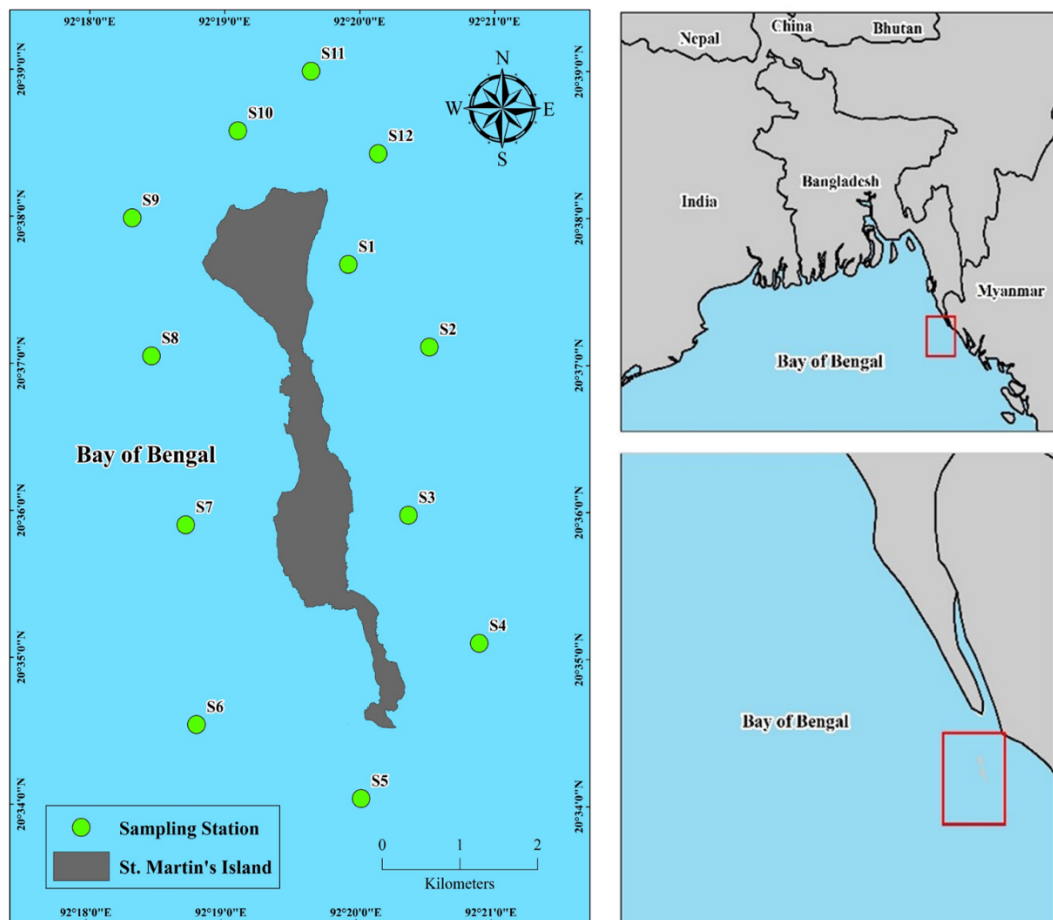 92°18'0"E 92°19'0"E 92°20'0"E 92°21'0"E
20°39'0"N
20°38'0"N
20°37'0"N
20°36'0"N
20°35'0"N
20°34'0"N
N
W E
S
S11
S10
S12
S9
S1
S2
S8
Bay of Bengal
S3
S7
S4
S6
S5
Sampling Station
St. Martin's Island
0 1 2
Kilometers
20°39'0"N
20°38'0"N
20°37'0"N
20°36'0"N
20°35'0"N
20°34'0"N
92°18'0"E 92°19'0"E 92°20'0"E 92°21'0"E
Nepal
China
Bhutan
Bangladesh
India
Myanmar
Bay of Bengal
Bay of Bengal